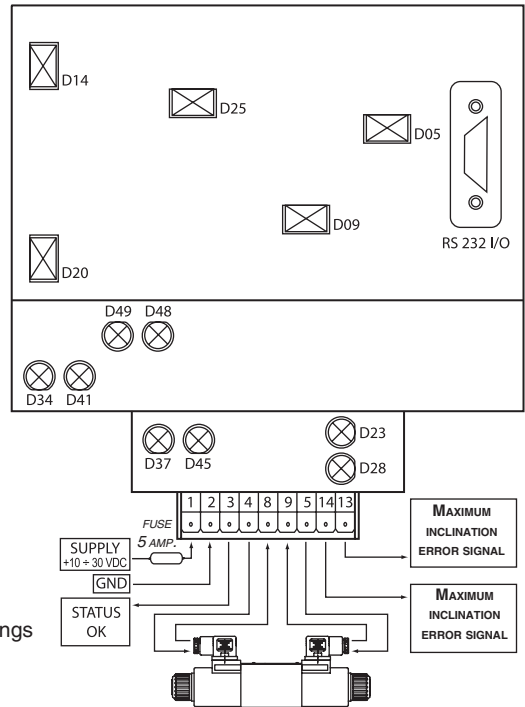 D14
D25
D05
D09
RS 232 I/O
D20
D49 D48
D34 D41
D23
D37 D45
D28
1 2 3 4 8 9 5 14 13
FUSE
5 AMP.
SUPPLY
+10 ÷ 30 VDC
GND
STATUS
OK
MAXIMUM
INCLINATION
ERROR SIGNAL
MAXIMUM
INCLINATION
ERROR SIGNAL
ngs